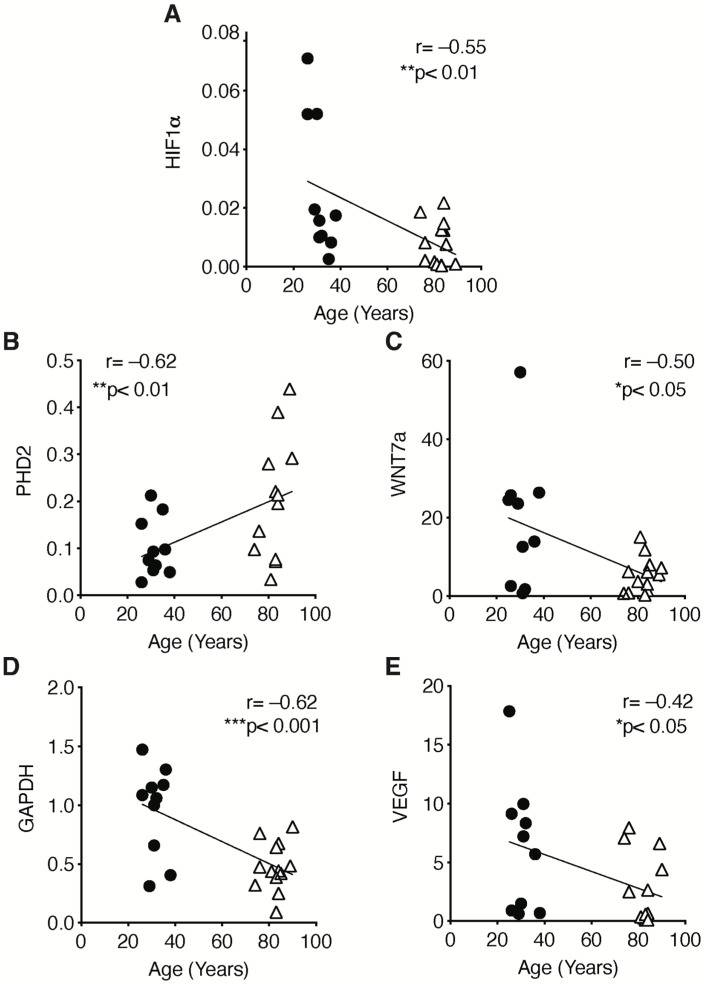 A
0.08
0.06
0.04
0.02
0.00
HIF1α
r= –0.55
**p< 0.01
0 20 40 60 80 100
Age (Years)
B
0.5
0.4
0.3
0.2
0.1
0.0
PHD2
r= –0.62
**p< 0.01
0 20 40 60 80 100
Age (Years)
C
60
40
20
0
WNT7a
r= –0.50
*p< 0.05
0 20 40 60 80 100
Age (Years)
D
2.0
1.5
1.0
0.5
0.0
GAPDH
r= –0.62
***p< 0.001
0 20 40 60 80 100
Age (Years)
E
20
15
10
5
0
VEGF
r= –0.42
*p< 0.05
0 20 40 60 80 100
Age (Years)